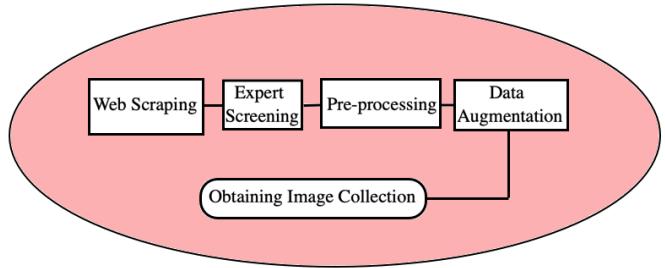 Web Scraping
Expert
Screening
Pre-processing
Data
Augmentation
Obtaining Image Collection